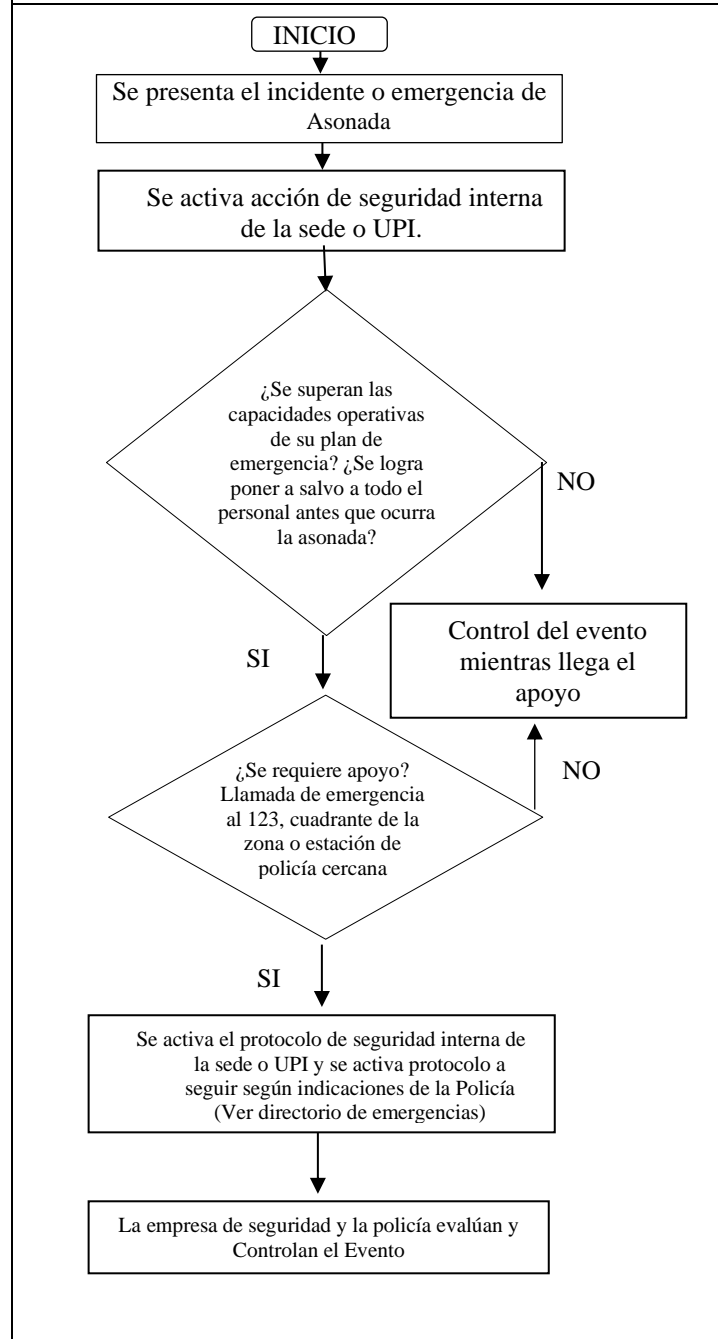 INICIO
Se presenta el incidente o emergencia de
Asonada
Se activa acción de seguridad interna
de la sede o UPI.
¿Se superan las
capacidades operativas
de su plan de
emergencia? ¿Se logra
poner a salvo a todo el
personal antes que ocurra
la asonada?
NO
Control del evento
mientras llega el
apoyo
SI
¿Se requiere apoyo?
Llamada de emergencia
al 123, cuadrante de la
zona o estación de
policía cercana
NO
SI
Se activa el protocolo de seguridad interna de
la sede o UPI y se activa protocolo a
seguir según indicaciones de la Policía
(Ver directorio de emergencias)
La empresa de seguridad y la policía evalúan y
Controlan el Evento